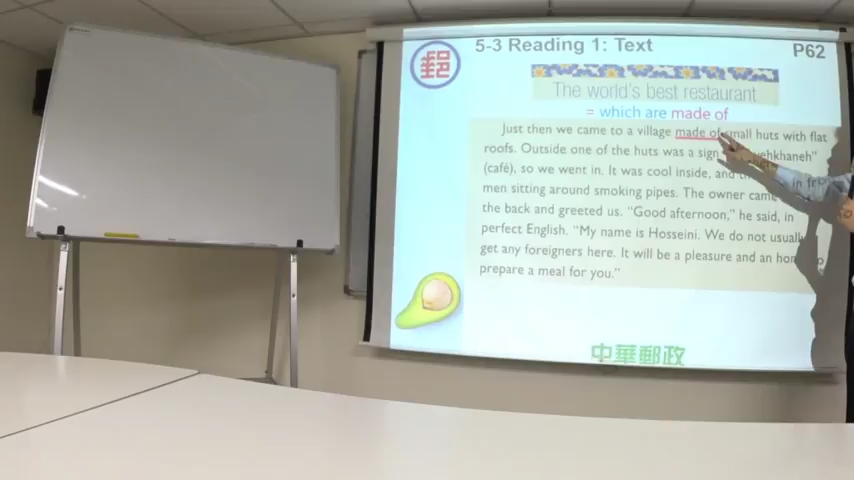 5-3 Reading 1: Text
P62
郵
The world's best restaurant
= which are made of
Just then we came to a village made of small huts with flat
roofs. Outside one of the huts was a sign ehkhaneh"
(café), so we went in. It was cool inside, and in
men sitting around smoking pipes. The owner came
the back and greeted us. "Good afternoon," he said, in
perfect English. "My name is Hosseini. We do not usually
get any foreigners here. It will be a pleasure and an
prepare a meal for you."
中華郵政